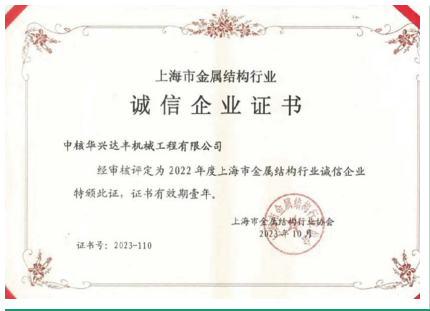 上海市金属结构行业
诚信企业证书
中核华兴达丰机械工程有限公司
经审核评定为2022年度上海市金属结构行业诚信企业
特颁此证，证书有效期壹年。
上海市金属结构行业协会
2023年10月
证书号：2023-110